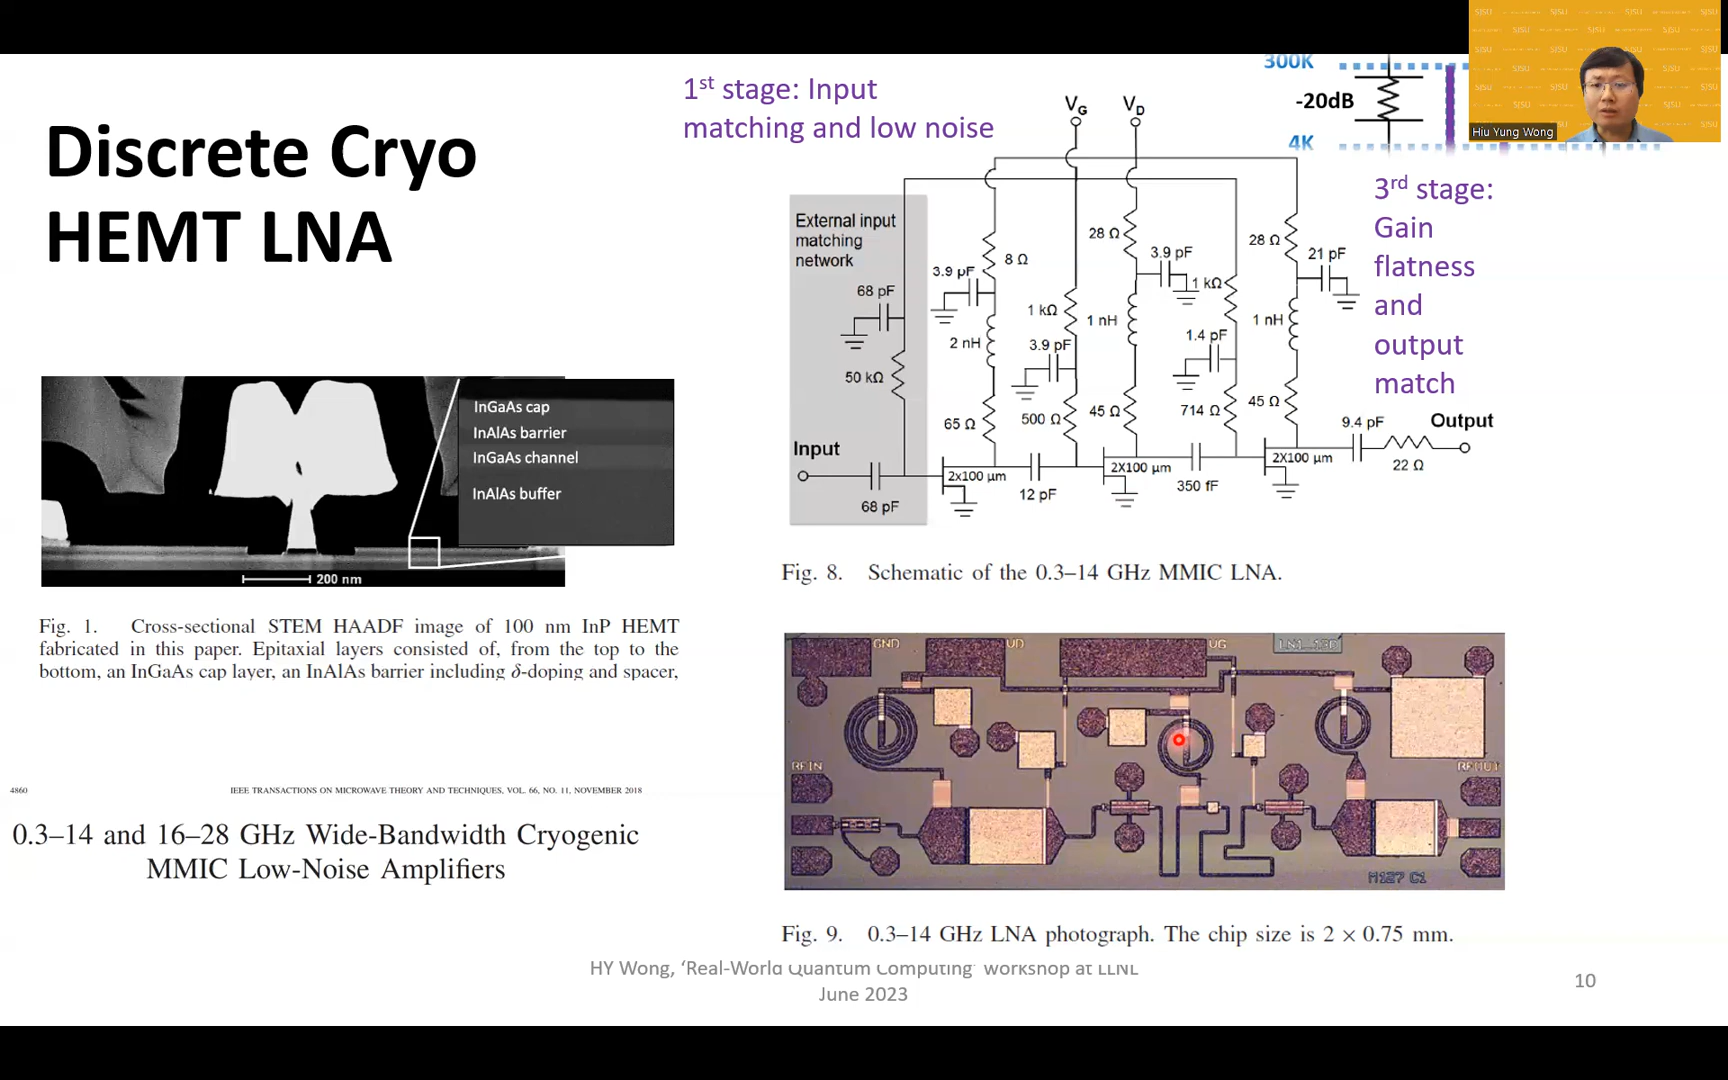 Discrete Cryo
HEMT LNA
1st stage: Input
matching and low noise
300K
-20dB
4K
Hiu Yung Wong
3rd stage:
Gain
flatness
and
output
match
VG
VD
External input
matching
network
68 pF
50 kΩ
Input
68 pF
3.9 pF
8 Ω
2 nH
65 Ω
2x100 µm
1 kΩ
3.9 pF
500 Ω
12 pF
28 Ω
3.9 pF
1 nH
45 Ω
2X100 µm
1 kΩ
1.4 pF
714 Ω
350 fF
28 Ω
21 pF
1 nH
45 Ω
2X100 µm
9.4 pF
Output
22 Ω
Fig. 8. Schematic of the 0.3–14 GHz MMIC LNA.
InGaAs cap
InAlAs barrier
InGaAs channel
InAlAs buffer
200 nm
Fig. 1. Cross-sectional STEM HAADF image of 100 nm InP HEMT
fabricated in this paper. Epitaxial layers consisted of, from the top to the
bottom, an InGaAs cap layer, an InAlAs barrier including δ-doping and spacer,
4860
IEEE TRANSACTIONS ON MICROWAVE THEORY AND TECHNIQUES, VOL. 66, NO. 11, NOVEMBER 2018
0.3–14 and 16–28 GHz Wide-Bandwidth Cryogenic
MMIC Low-Noise Amplifiers
GND
VD
VG
RFIN
RFOUT
M127 C1
Fig. 9. 0.3–14 GHz LNA photograph. The chip size is 2 × 0.75 mm.
HY Wong, ‘Real-World Quantum Computing’ workshop at LLNL
June 2023
10